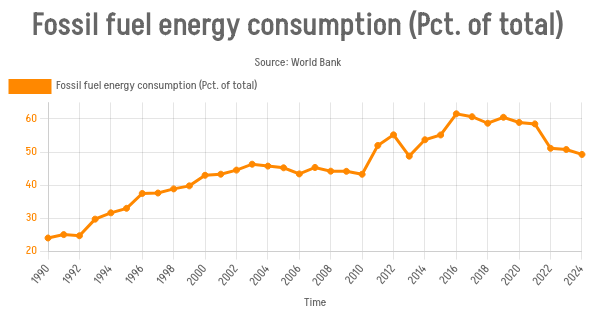 Fossil fuel energy consumption (Pct. of total)
Source: World Bank
Fossil fuel energy consumption (Pct. of total)
60
50
40
30
20
1990 1992 1994 1996 1998 2000 2002 2004 2006 2008 2010 2012 2014 2016 2018 2020 2022 2024
Time